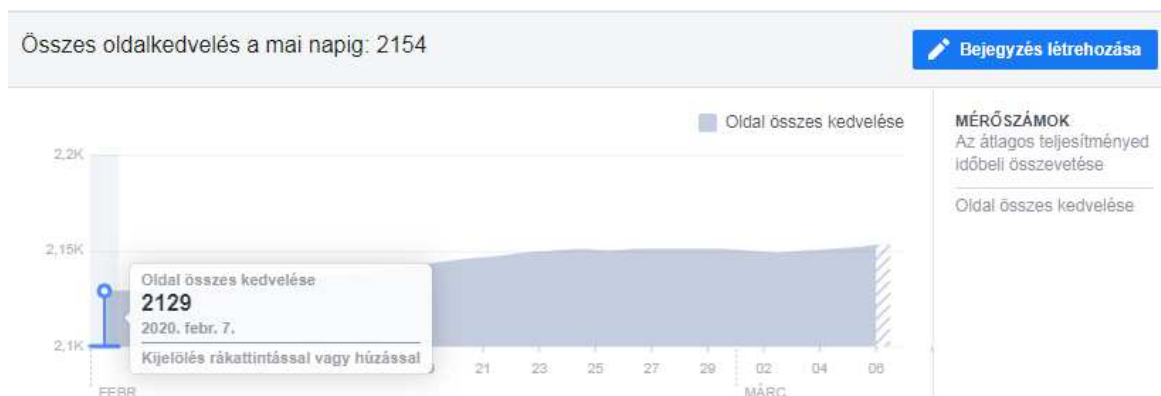 Összes oldalkedvelés a mai napig: 2154
Bejegyzés létrehozása
Oldal összes kedvelése
MÉRŐSZÁMOK
Az átlagos teljesítményed
időbeli összevetése
Oldal összes kedvelése
2,2K
2,15K
2,1K
Oldal összes kedvelése
2129
2020. febr. 7.
Kijelölés rákattintással vagy húzással
21 23 25 27 29 02 04 06
FEBR
MÁRC